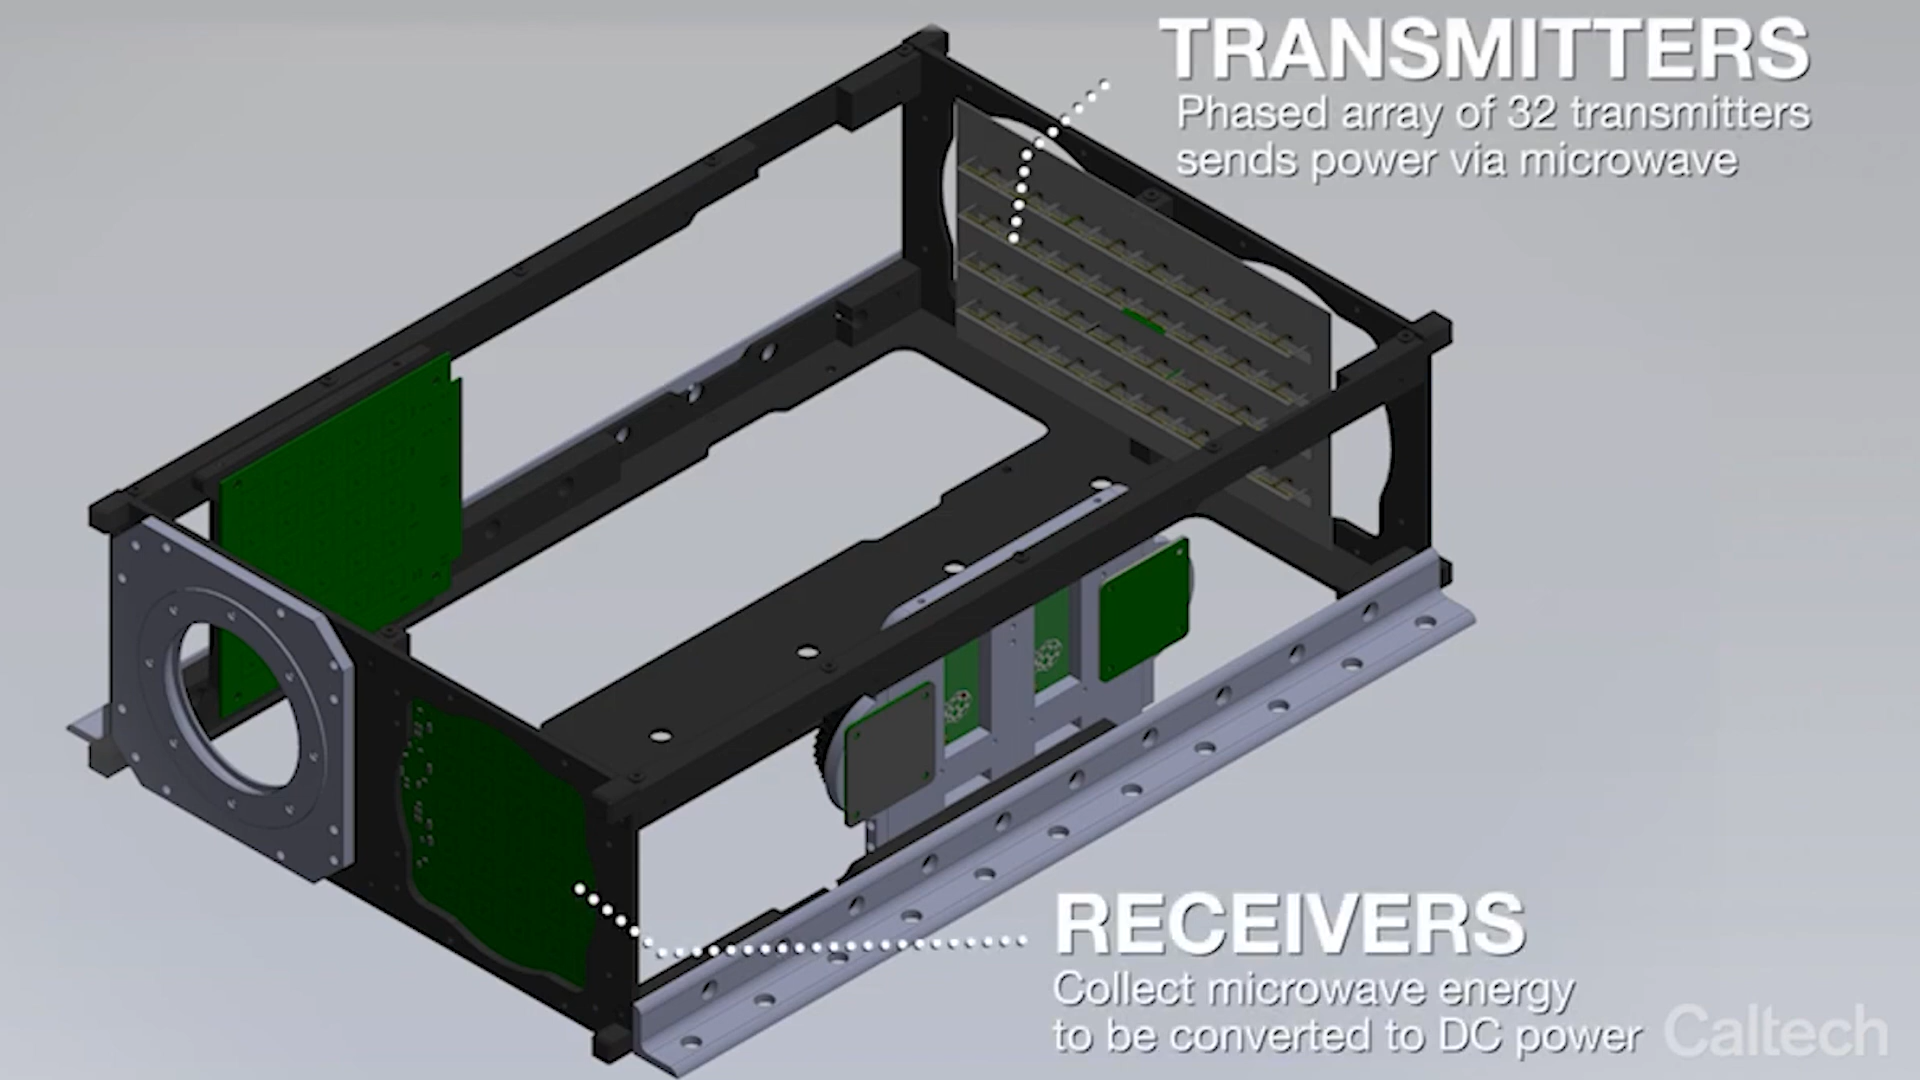 TRANSMITTERS
Phased array of 32 transmitters
sends power via microwave
RECEIVERS
Collect microwave energy
to be converted to DC power
Caltech